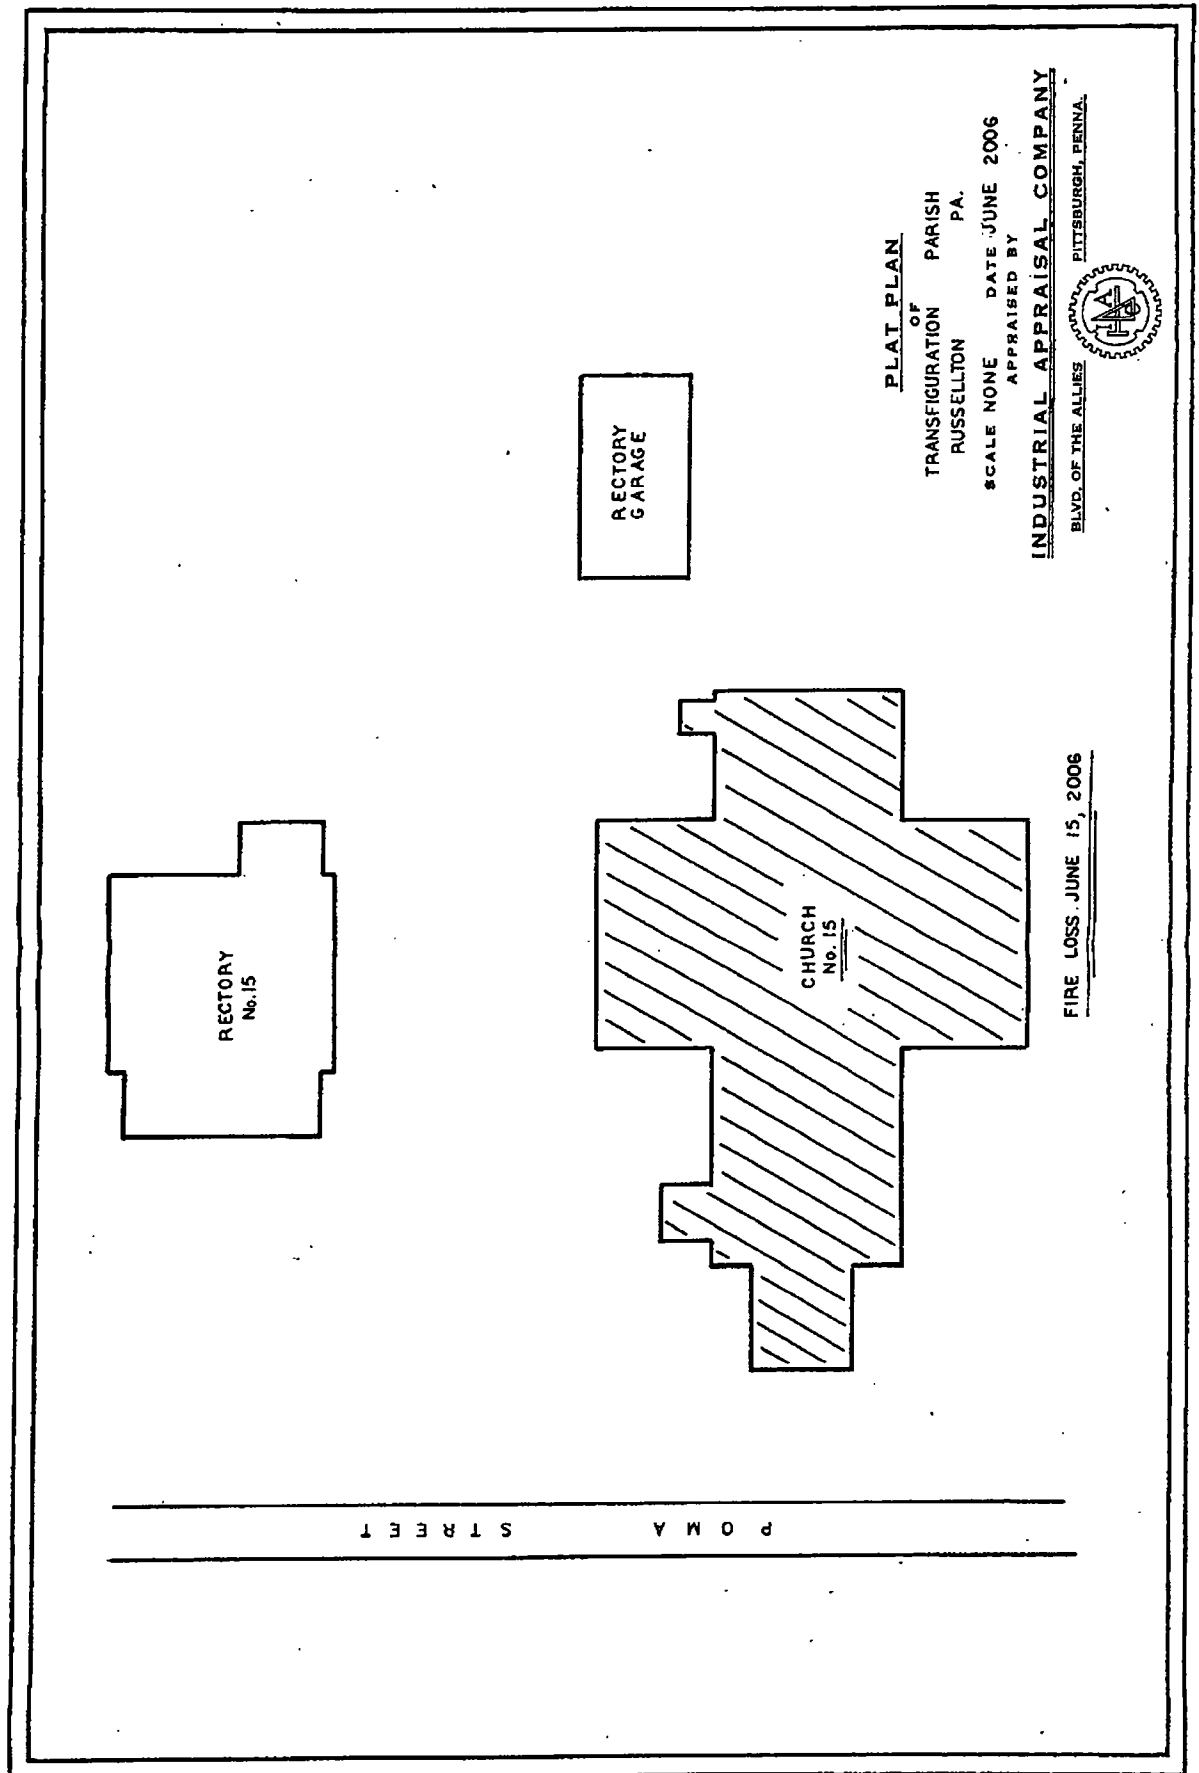 RECTORY
No. 15
RECTORY
GARAGE
CHURCH
No. 15
POMA STREET
FIRE LOSS JUNE 15, 2006
PLAT PLAN
OF
TRANSFIGURATION PARISH
RUSSELLTON PA.
SCALE NONE DATE JUNE 2006
APPRAISED BY
INDUSTRIAL APPRAISAL COMPANY
BLVD. OF THE ALLIES PITTSBURGH, PENNA.